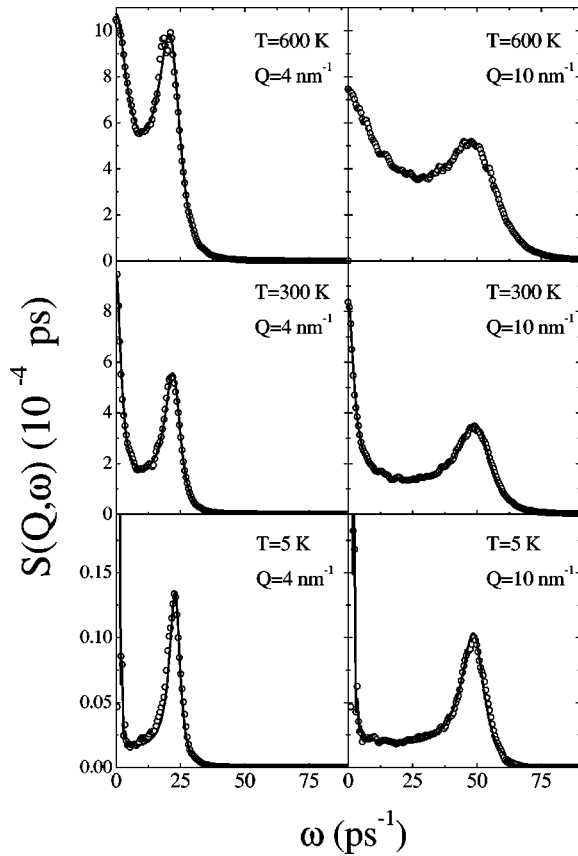 S(Q,ω) (10⁻⁴ ps)
10
8
6
4
2
0
T=600 K
Q=4 nm⁻¹
T=600 K
Q=10 nm⁻¹
8
6
4
2
0
T=300 K
Q=4 nm⁻¹
T=300 K
Q=10 nm⁻¹
0.15
0.10
0.05
0.00
T=5 K
Q=4 nm⁻¹
T=5 K
Q=10 nm⁻¹
0 25 50 75 0 25 50 75
ω (ps⁻¹)